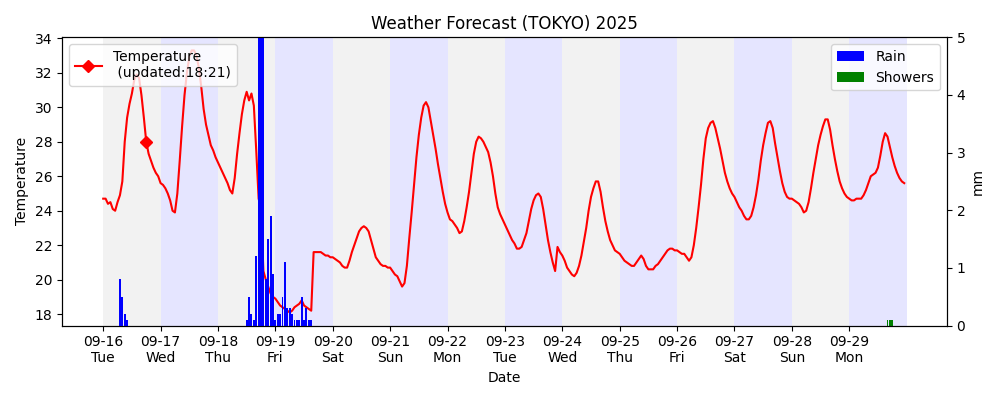 Weather Forecast (TOKYO) 2025
Temperature
(updated:18:21)
Rain
Showers
34
32
30
28
26
24
22
20
18
Temperature
5
4
3
2
1
0
mm
09-16 09-17 09-18 09-19 09-20 09-21 09-22 09-23 09-24 09-25 09-26 09-27 09-28 09-29
Tue Wed Thu Fri Sat Sun Mon Tue Wed Thu Fri Sat Sun Mon
Date